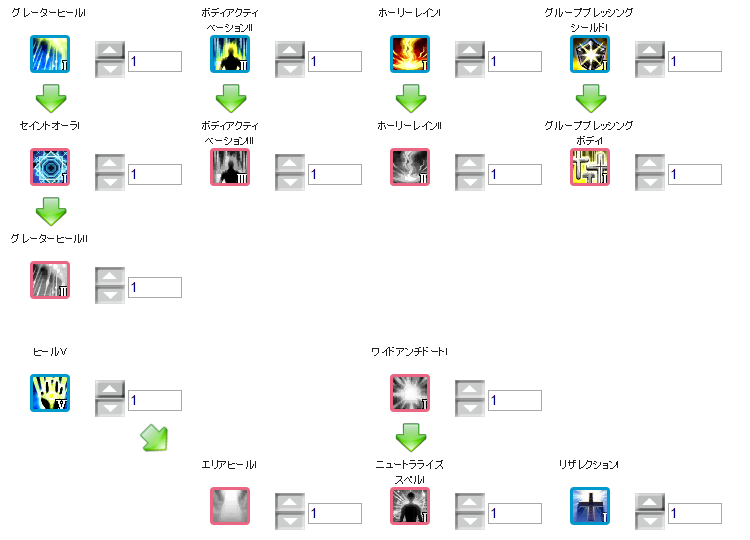 グレーターヒールI
ボディアクティ
ベーションII
ホーリーレインI
グループブレッシング
シールドI
I
1
II
1
I
1
I
1
セイントオーラI
ボディアクティ
ベーションIII
ホーリーレインII
グループブレッシング
ボディI
I
1
III
1
II
1
I
1
グレーターヒールII
II
1
ヒールV
ワイドアンチドートI
V
1
I
1
エリアヒールI
ニュートラライズ
スペルI
リザレクションI
1
I
1
I
1